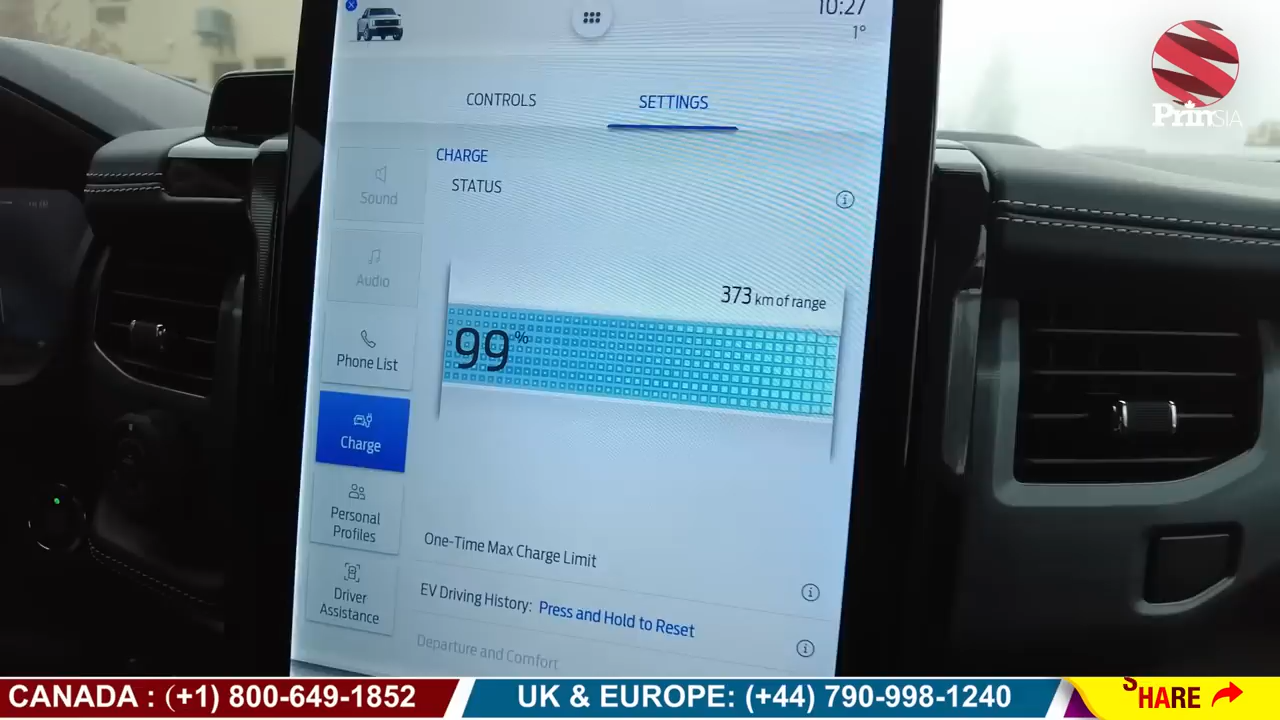 10:27
1°
PrinSIA
CONTROLS
SETTINGS
CHARGE
STATUS
Sound
Audio
Phone List
Charge
Personal
Profiles
Driver
Assistance
373 km of range
99%
One-Time Max Charge Limit
EV Driving History: Press and Hold to Reset
Departure and Comfort
CANADA : (+1) 800-649-1852
UK & EUROPE: (+44) 790-998-1240
SHARE